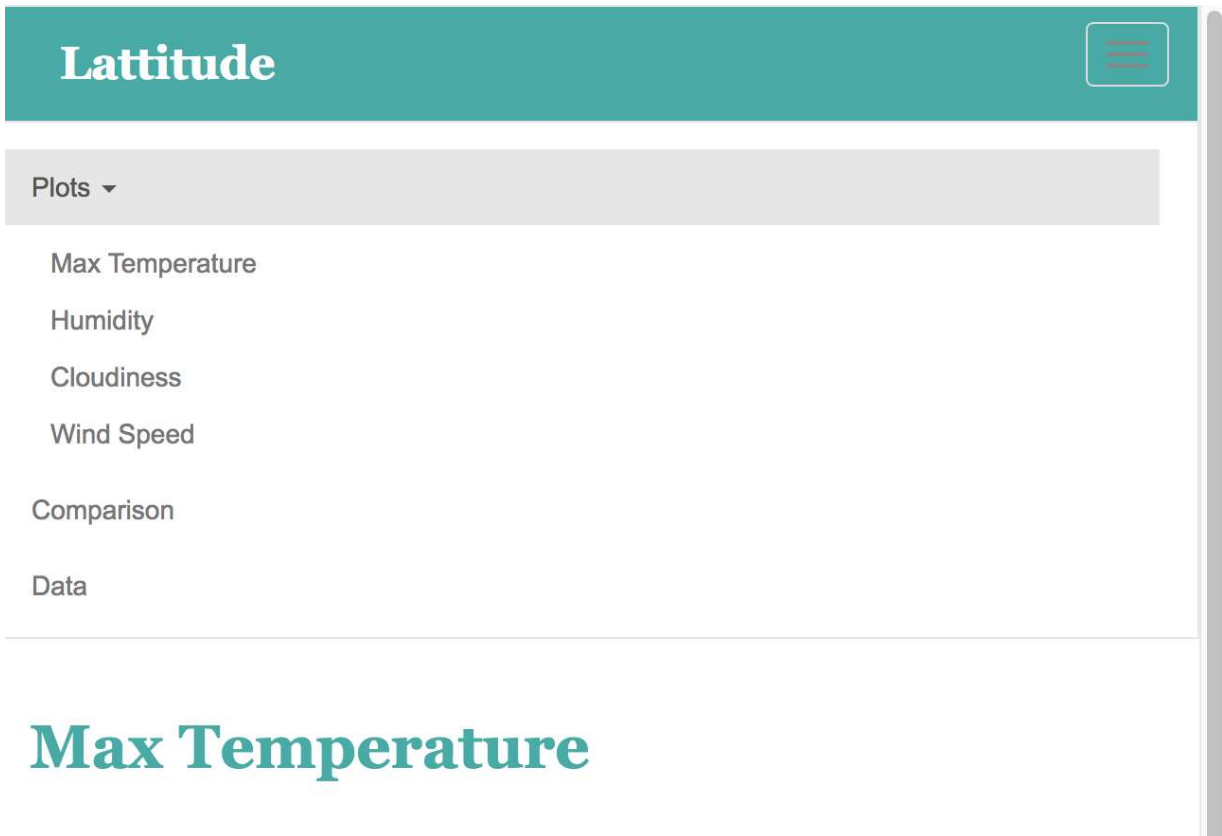 Lattitude
Plots
Max Temperature
Humidity
Cloudiness
Wind Speed
Comparison
Data
Max Temperature